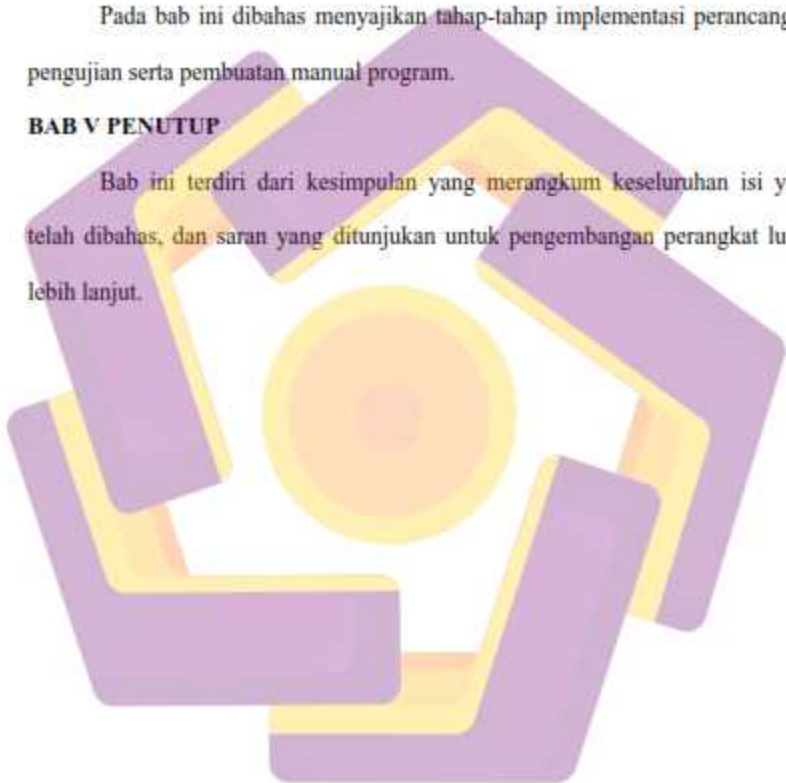 Pada bab ini dibahas menyajikan tahap-tahap implementasi perancang
pengujian serta pembuatan manual program.
BAB V PENUTUP
Bab ini terdiri dari kesimpulan yang merangkum keseluruhan isi y
telah dibahas, dan saran yang ditunjukan untuk pengembangan perangkat lu
lebih lanjut.